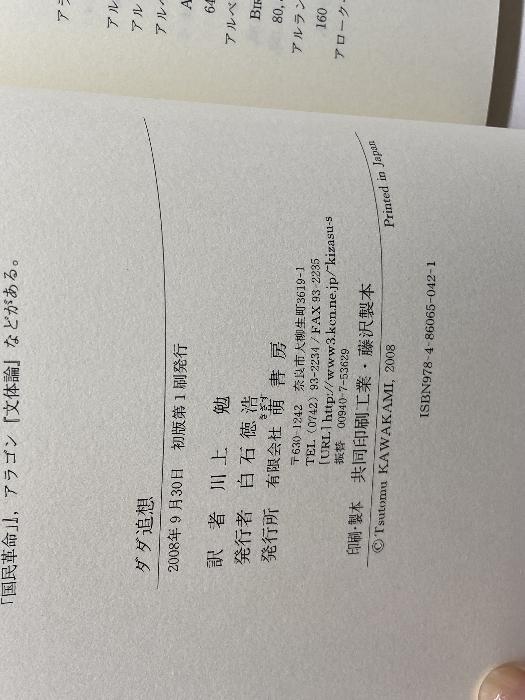 アルベ
アルラン
160
アローク
『国民革命』』，アラゴン『文体論』などがある。
ダダ追想
2008年9月30日　初版第1刷発行
訳　者　川上　勉
発行者　白石徳浩
発行所　有限会社 萌書房
きざす
〒630-1242　奈良市大柳生町3619-1
TEL (0742) 93-2234 / FAX 93-2235
[URL] http://www3.kcn.ne.jp/~kizasu-s
振替　00940-7-53629
印刷・製本　共同印刷工業・藤沢製本
© Tsutomu KAWAKAMI, 2008
Printed in Japan
ISBN978-4-86065-042-1